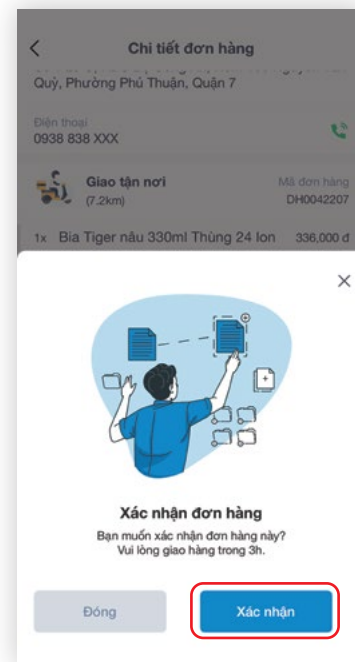 Chi tiết đơn hàng
Quỳ, Phường Phú Thuận, Quận 7
Điện thoại
0938 838 XXX
Giao tận nơi
Mã đơn hàng
(7.2km)
DH0042207
1x Bia Tiger nâu 330ml Thùng 24 lon 336,000 đ
Xác nhận đơn hàng
Bạn muốn xác nhận đơn hàng này?
Vui lòng giao hàng trong 3h.
Đóng
Xác nhận